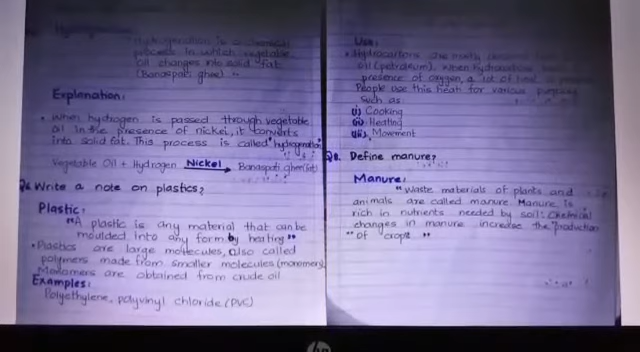 Hydrogenation is a chemical
process in which vegetable
oil changes into solid fat
(Banaspati ghee) "
Explanation:
• When hydrogen is passed through vegetable
oil in the presence of nickel, it converts
into solid fat. This process is called "hydrogenation
Vegetable Oil + Hydrogen Nickel → Banaspati ghee (fat)
Q6 Write a note on plastics?
Plastic:
"A plastic is any material that can be
moulded into any form by heating"
• Plastics are large molecules, also called
polymers made from smaller molecules (monomers)
Monomers are obtained from crude oil
Examples:
Polyethylene, polyvinyl chloride (PVC)
Use:
• Hydrocarbons are mostly
oil (petroleum). When hydrocarbons
presence of oxygen, a lot of heat is
People use this heat for various purposes
such as
(i) Cooking
(ii) Heating
(iii) Movement
Q8. Define manure?
Manure:
"Waste materials of plants and
animals are called manure. Manure is
rich in nutrients needed by soil. Chemical
changes in manure increase the production
"of crops "
hp